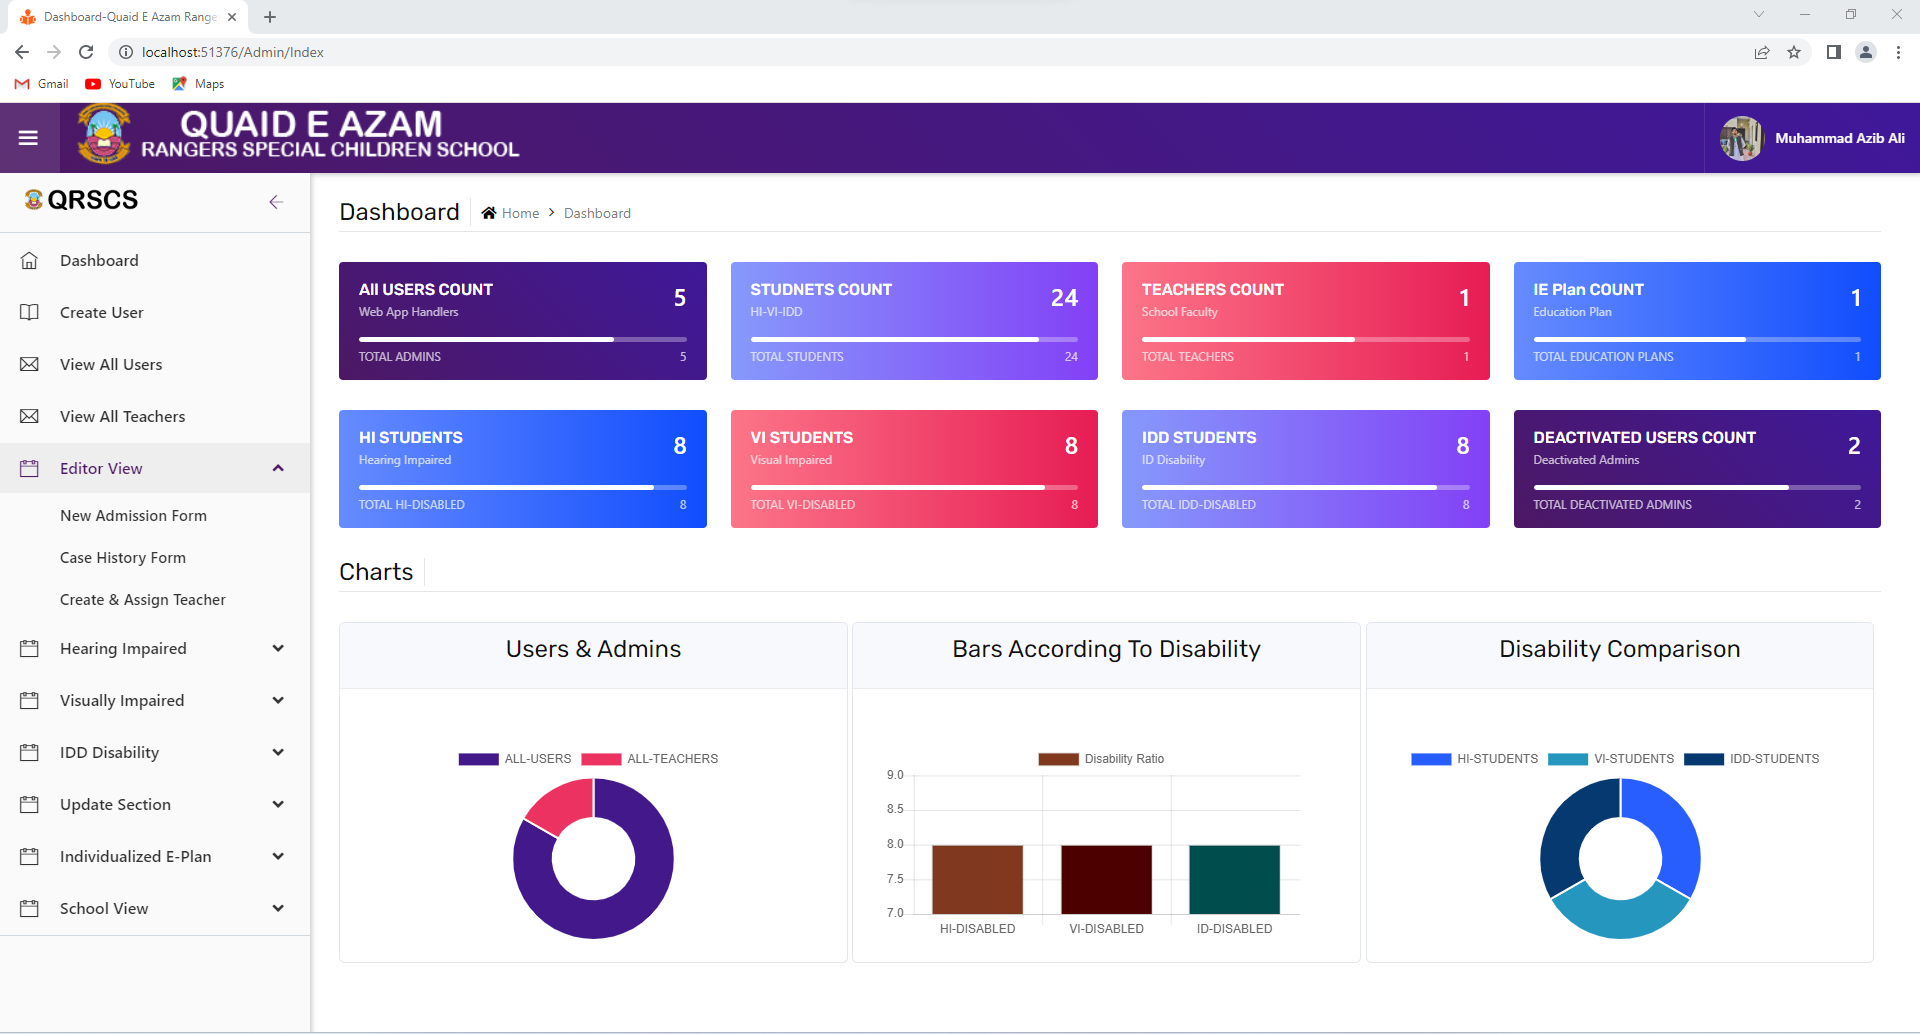 Dashboard-Quaid E Azam Range
localhost:51376/Admin/Index
Gmail YouTube Maps
QUAID E AZAM
RANGERS SPECIAL CHILDREN SCHOOL
Muhammad Azib Ali
QRSCS
Dashboard
Create User
View All Users
View All Teachers
Editor View
New Admission Form
Case History Form
Create & Assign Teacher
Hearing Impaired
Visually Impaired
IDD Disability
Update Section
Individualized E-Plan
School View
Dashboard Home Dashboard
All USERS COUNT 5
Web App Handlers
TOTAL ADMINS 5
STUDNETS COUNT 24
HI-VI-IDD
TOTAL STUDENTS 24
TEACHERS COUNT 1
School Faculty
TOTAL TEACHERS 1
IE Plan COUNT 1
Education Plan
TOTAL EDUCATION PLANS 1
HI STUDENTS 8
Hearing Impaired
TOTAL HI-DISABLED 8
VI STUDENTS 8
Visual Impaired
TOTAL VI-DISABLED 8
IDD STUDENTS 8
ID Disability
TOTAL IDD-DISABLED 8
DEACTIVATED USERS COUNT 2
Deactivated Admins
TOTAL DEACTIVATED ADMINS 2
Charts
Users & Admins
ALL-USERS ALL-TEACHERS
Bars According To Disability
Disability Ratio
9.0
8.5
8.0
7.5
7.0
HI-DISABLED VI-DISABLED ID-DISABLED
Disability Comparison
HI-STUDENTS VI-STUDENTS IDD-STUDENTS